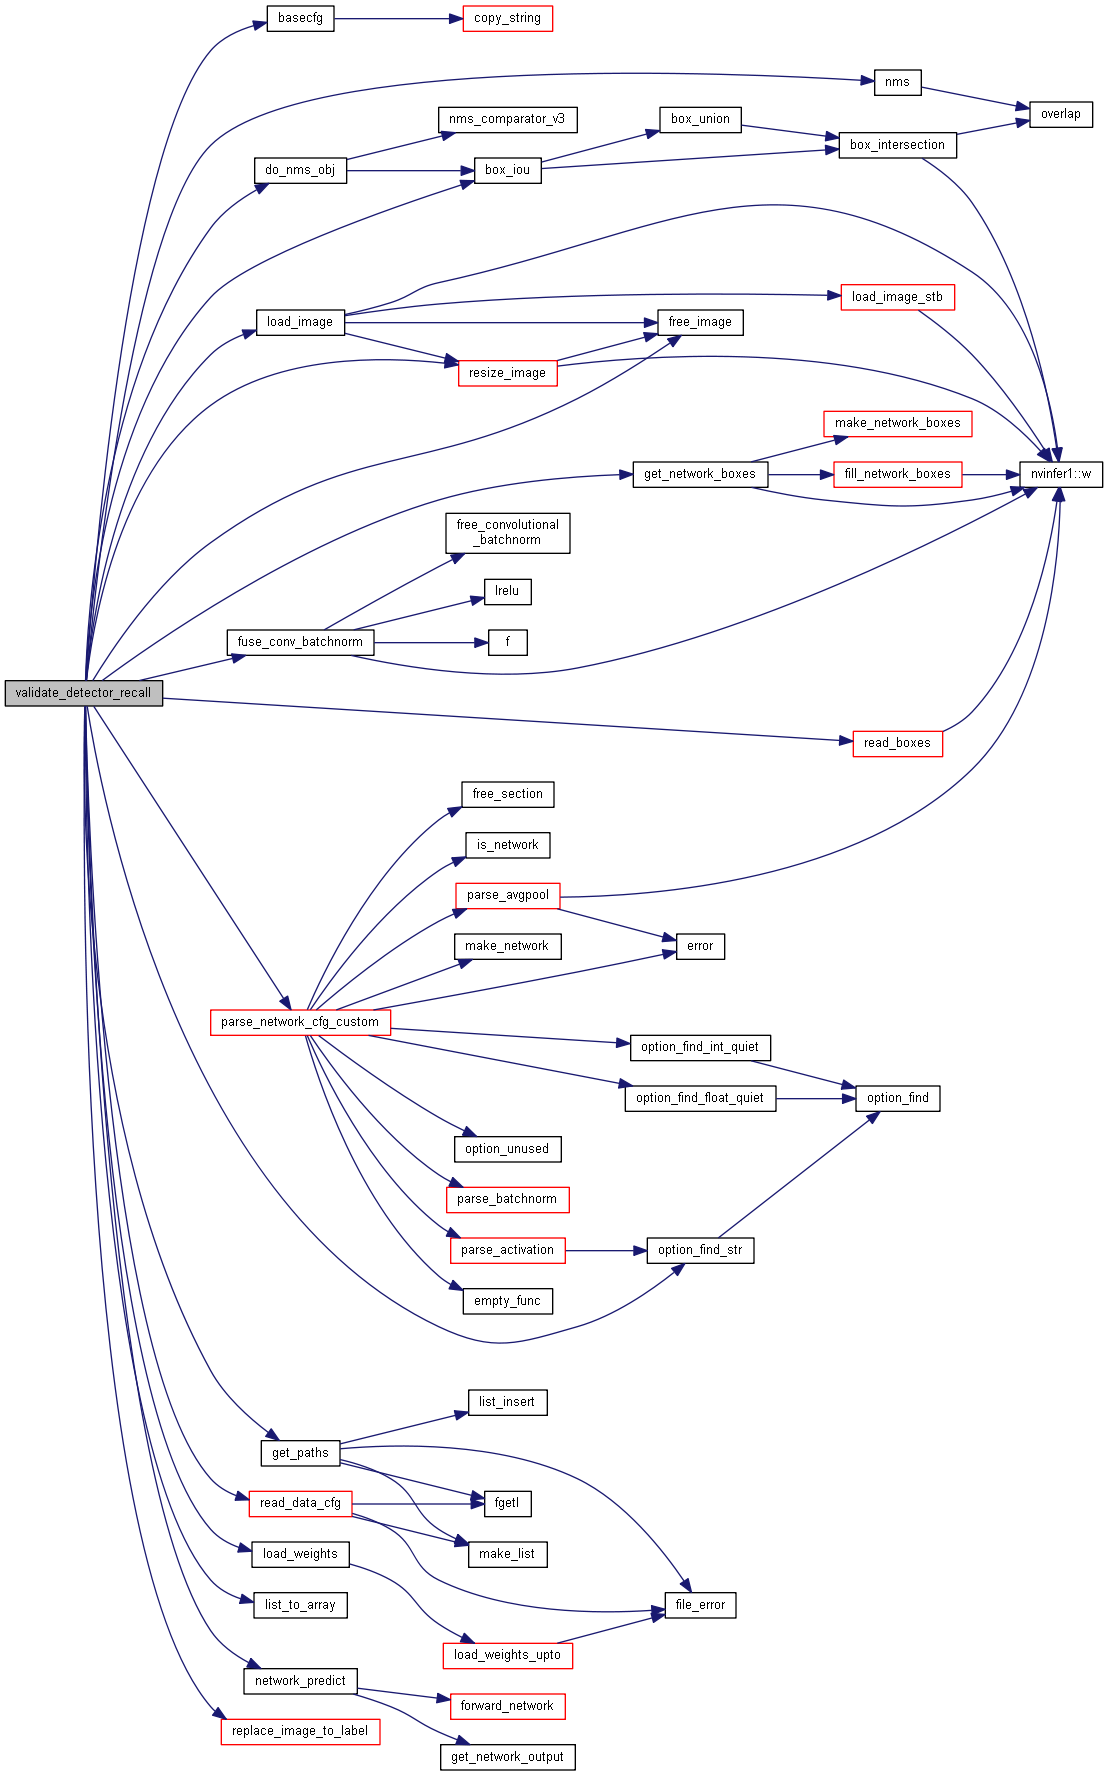 basecfg
copy_string
nms
overlap
nms_comparator_v3
box_union
box_intersection
do_nms_obj
box_iou
load_image_stb
load_image
free_image
resize_image
make_network_boxes
get_network_boxes
fill_network_boxes
nvinfer1::w
free_convolutional
_batchnorm
lrelu
fuse_conv_batchnorm
f
validate_detector_recall
read_boxes
free_section
is_network
parse_avgpool
make_network
error
parse_network_cfg_custom
option_find_int_quiet
option_find_float_quiet
option_find
option_unused
parse_batchnorm
parse_activation
option_find_str
empty_func
list_insert
get_paths
read_data_cfg
fgetl
load_weights
make_list
list_to_array
file_error
load_weights_upto
network_predict
forward_network
replace_image_to_label
get_network_output